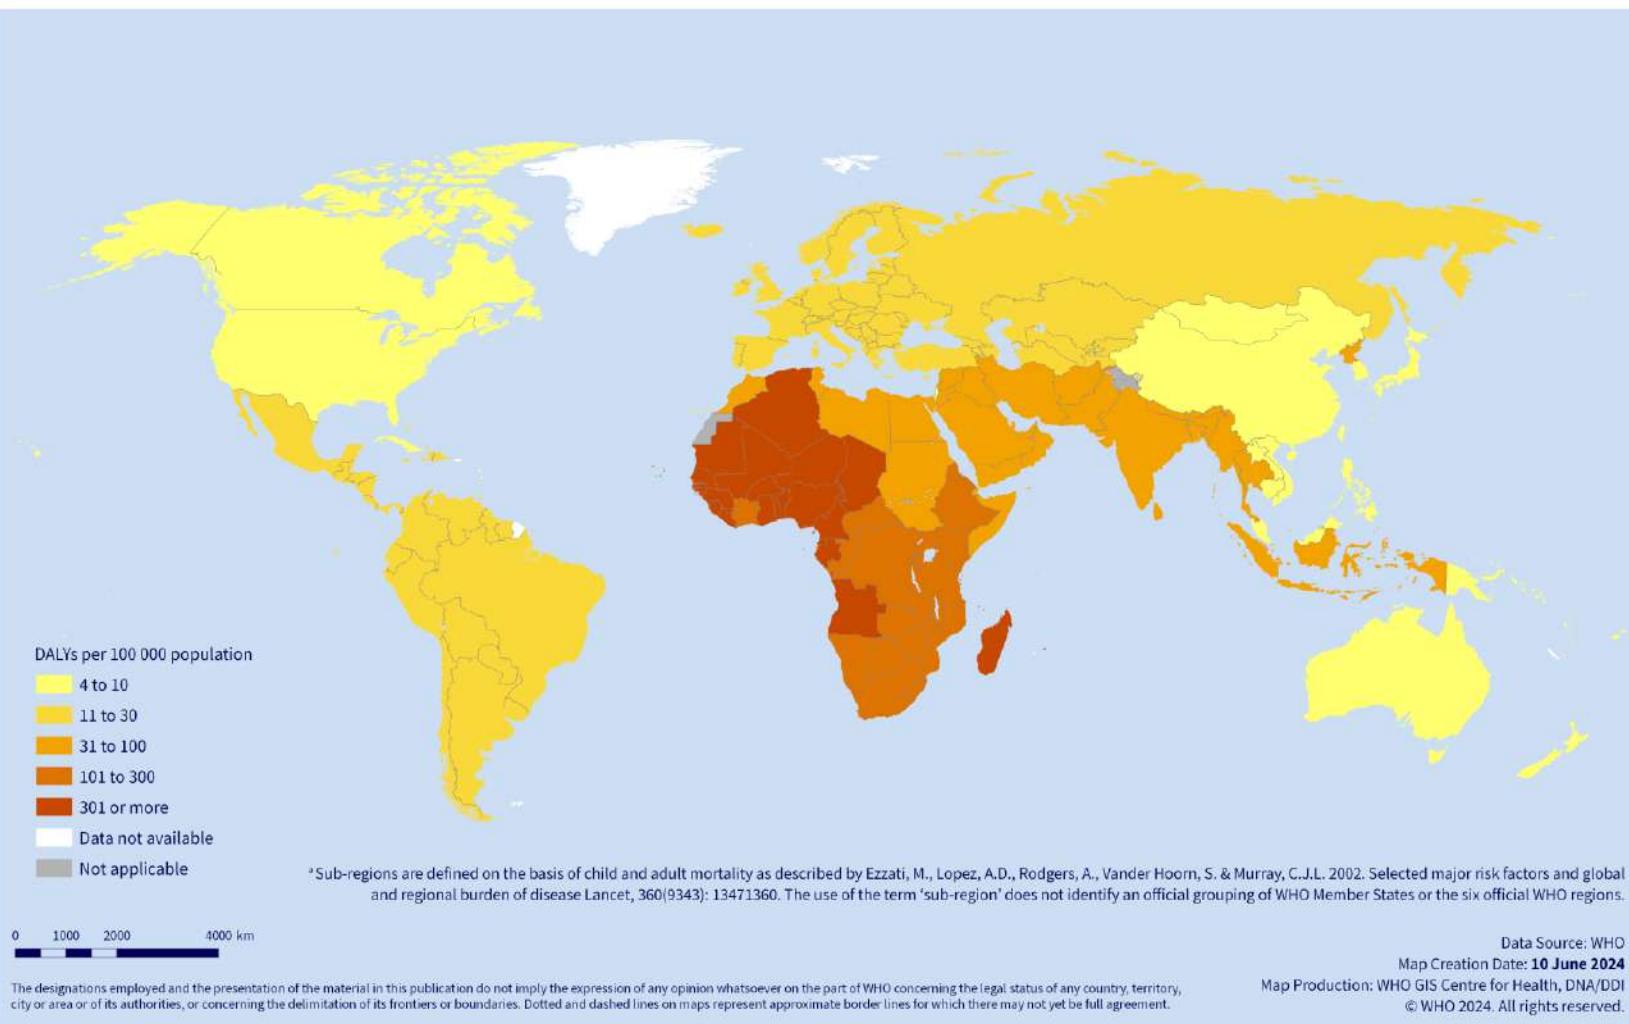 DALYs per 100 000 population
4 to 10
11 to 30
31 to 100
101 to 300
301 or more
Data not available
Not applicable
ᵃ Sub-regions are defined on the basis of child and adult mortality as described by Ezzati, M., Lopez, A.D., Rodgers, A., Vander Hoorn, S. & Murray, C.J.L. 2002. Selected major risk factors and global
and regional burden of disease Lancet, 360(9343): 13471360. The use of the term ‘sub-region’ does not identify an official grouping of WHO Member States or the six official WHO regions.
0 1000 2000 4000 km
Data Source: WHO
Map Creation Date: 10 June 2024
Map Production: WHO GIS Centre for Health, DNA/DDI
© WHO 2024. All rights reserved.
The designations employed and the presentation of the material in this publication do not imply the expression of any opinion whatsoever on the part of WHO concerning the legal status of any country, territory,
city or area or of its authorities, or concerning the delimitation of its frontiers or boundaries. Dotted and dashed lines on maps represent approximate border lines for which there may not yet be full agreement.